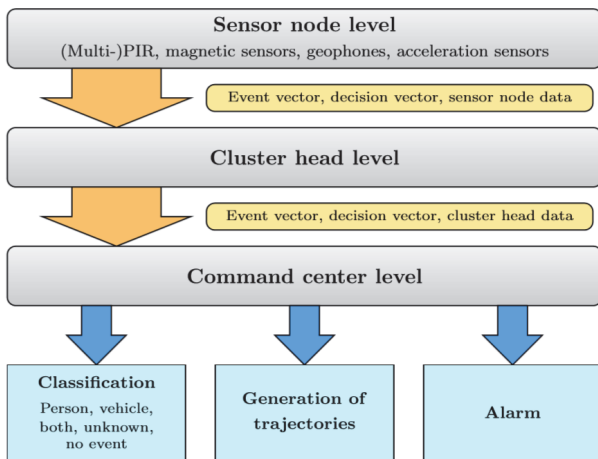 Sensor node level
(Multi-)PIR, magnetic sensors, geophones, acceleration sensors
Event vector, decision vector, sensor node data
Cluster head level
Event vector, decision vector, cluster head data
Command center level
Classification
Person, vehicle,
both, unknown,
no event
Generation of
trajectories
Alarm